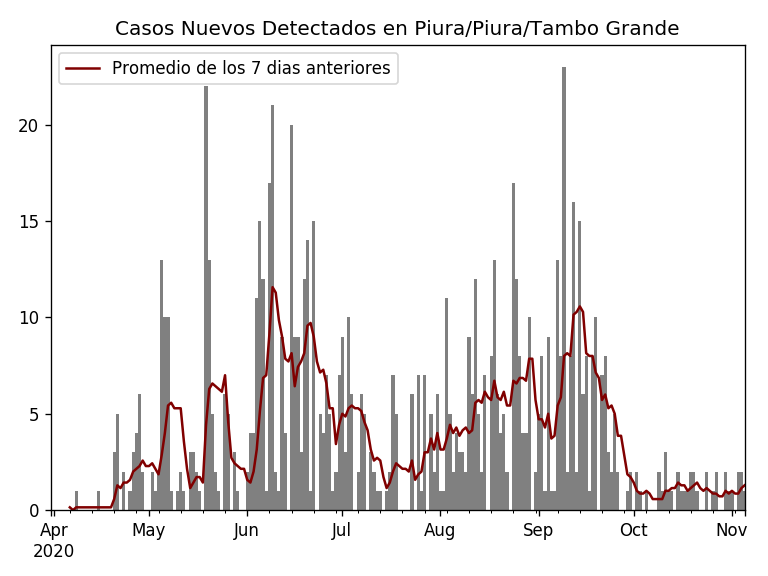 Casos Nuevos Detectados en Piura/Piura/Tambo Grande
Promedio de los 7 dias anteriores
20
15
10
5
0
Apr May Jun Jul Aug Sep Oct Nov
2020